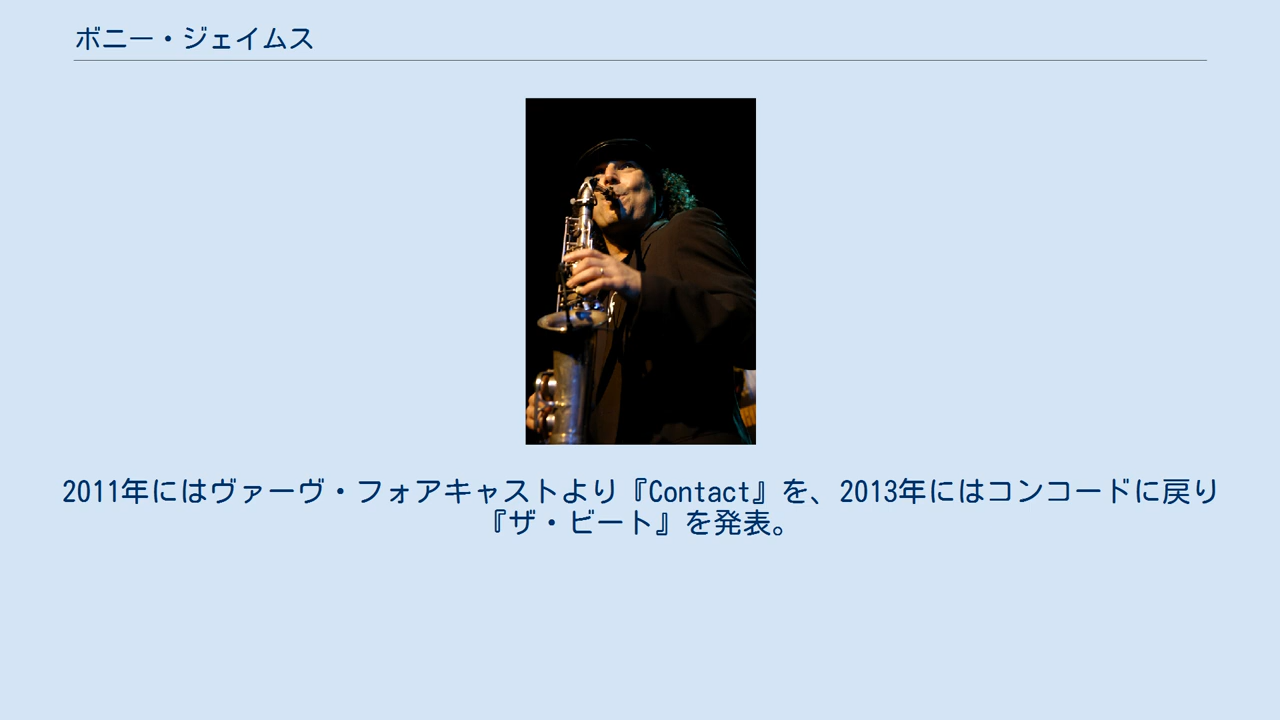 ボニー・ジェイムス
2011年にはヴァーヴ・フォアキャストより『Contact』を、2013年にはコンコードに戻り
『ザ・ビート』を発表。